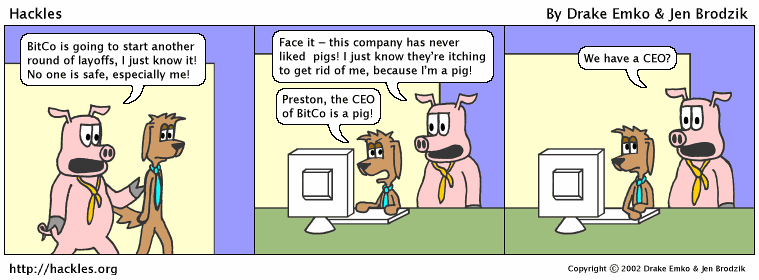 Hackles
By Drake Emko & Jen Brodzik
BitCo is going to start another
round of layoffs, I just know it!
No one is safe, especially me!
Face it – this company has never
liked pigs! I just know they're itching
to get rid of me, because I'm a pig!
Preston, the CEO
of BitCo is a pig!
We have a CEO?
http://hackles.org
Copyright © 2002 Drake Emko & Jen Brodzik